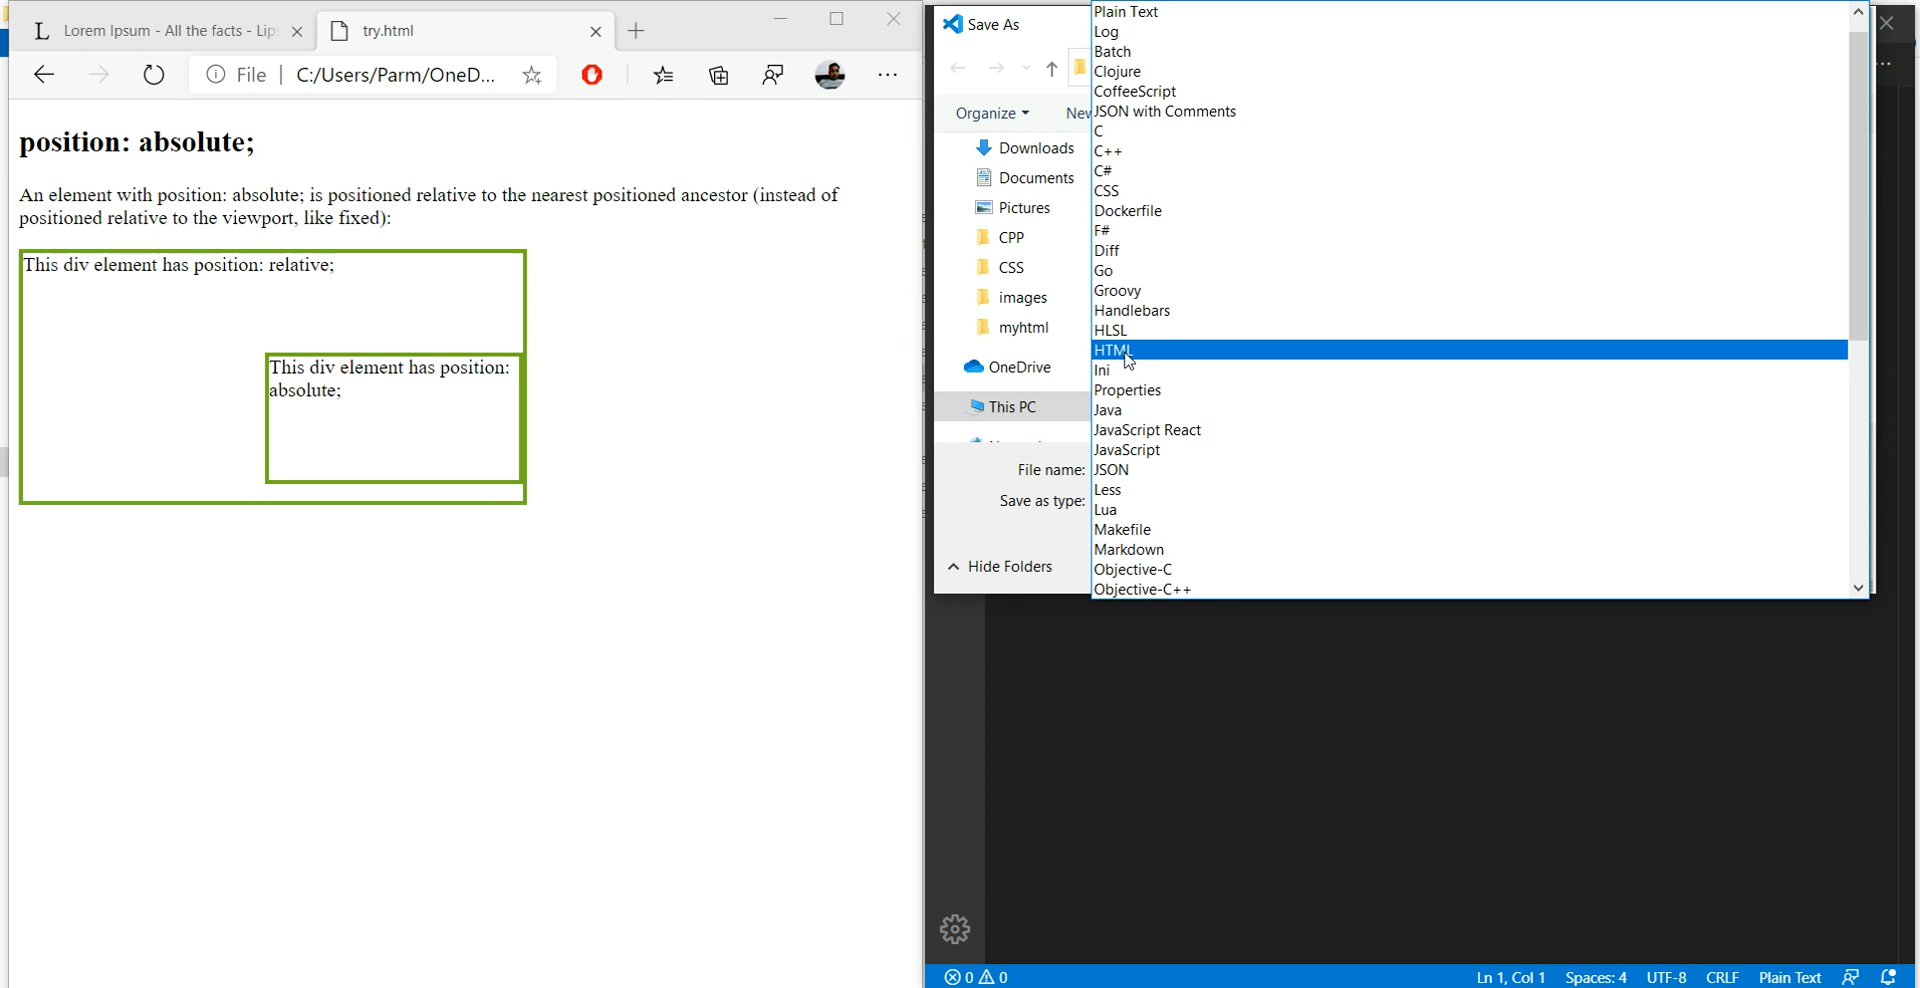 L Lorem Ipsum - All the facts - Lips
try.html
File | C:/Users/Parm/OneD...
position: absolute;
An element with position: absolute; is positioned relative to the nearest positioned ancestor (instead of
positioned relative to the viewport, like fixed):
This div element has position: relative;
This div element has position:
absolute;
Save As
Organize
New
Downloads
Documents
Pictures
CPP
CSS
images
myhtml
OneDrive
This PC
File name:
Save as type:
Hide Folders
Plain Text
Log
Batch
Clojure
CoffeeScript
JSON with Comments
C
C++
C#
CSS
Dockerfile
F#
Diff
Go
Groovy
Handlebars
HLSL
HTML
Ini
Properties
Java
JavaScript React
JavaScript
JSON
Less
Lua
Makefile
Markdown
Objective-C
Objective-C++
0 0
Ln 1, Col 1 Spaces: 4 UTF-8 CRLF Plain Text